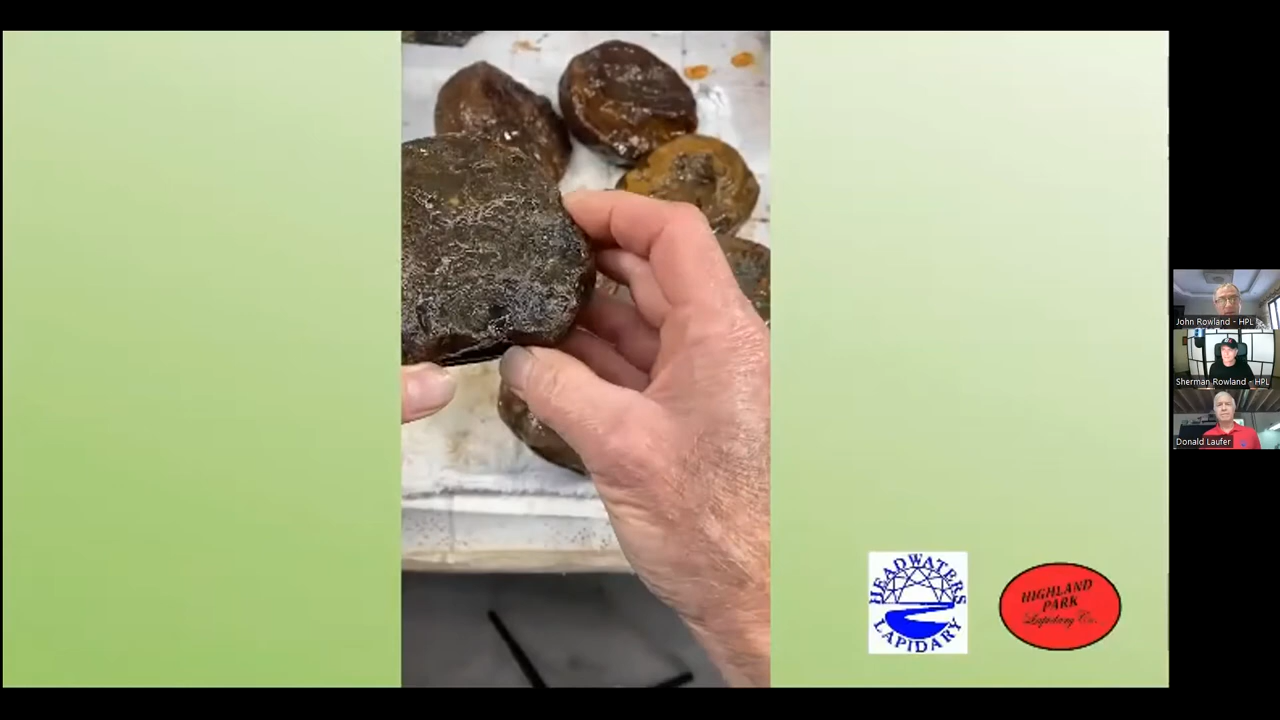 HEADWATERS
LAPIDARY
HIGHLAND
PARK
Lapidary Co.
John Rowland - HPL
Sherman Rowland - HPL
Donald Laufer